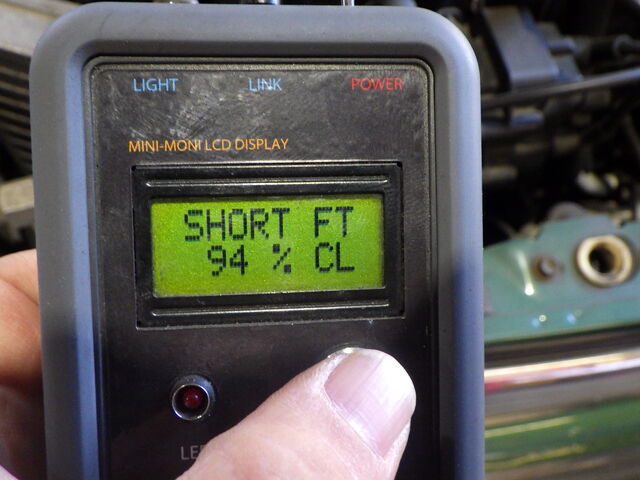 LIGHT LINK POWER
MINI-MONI LCD DISPLAY
SHORT FT
94 % CL